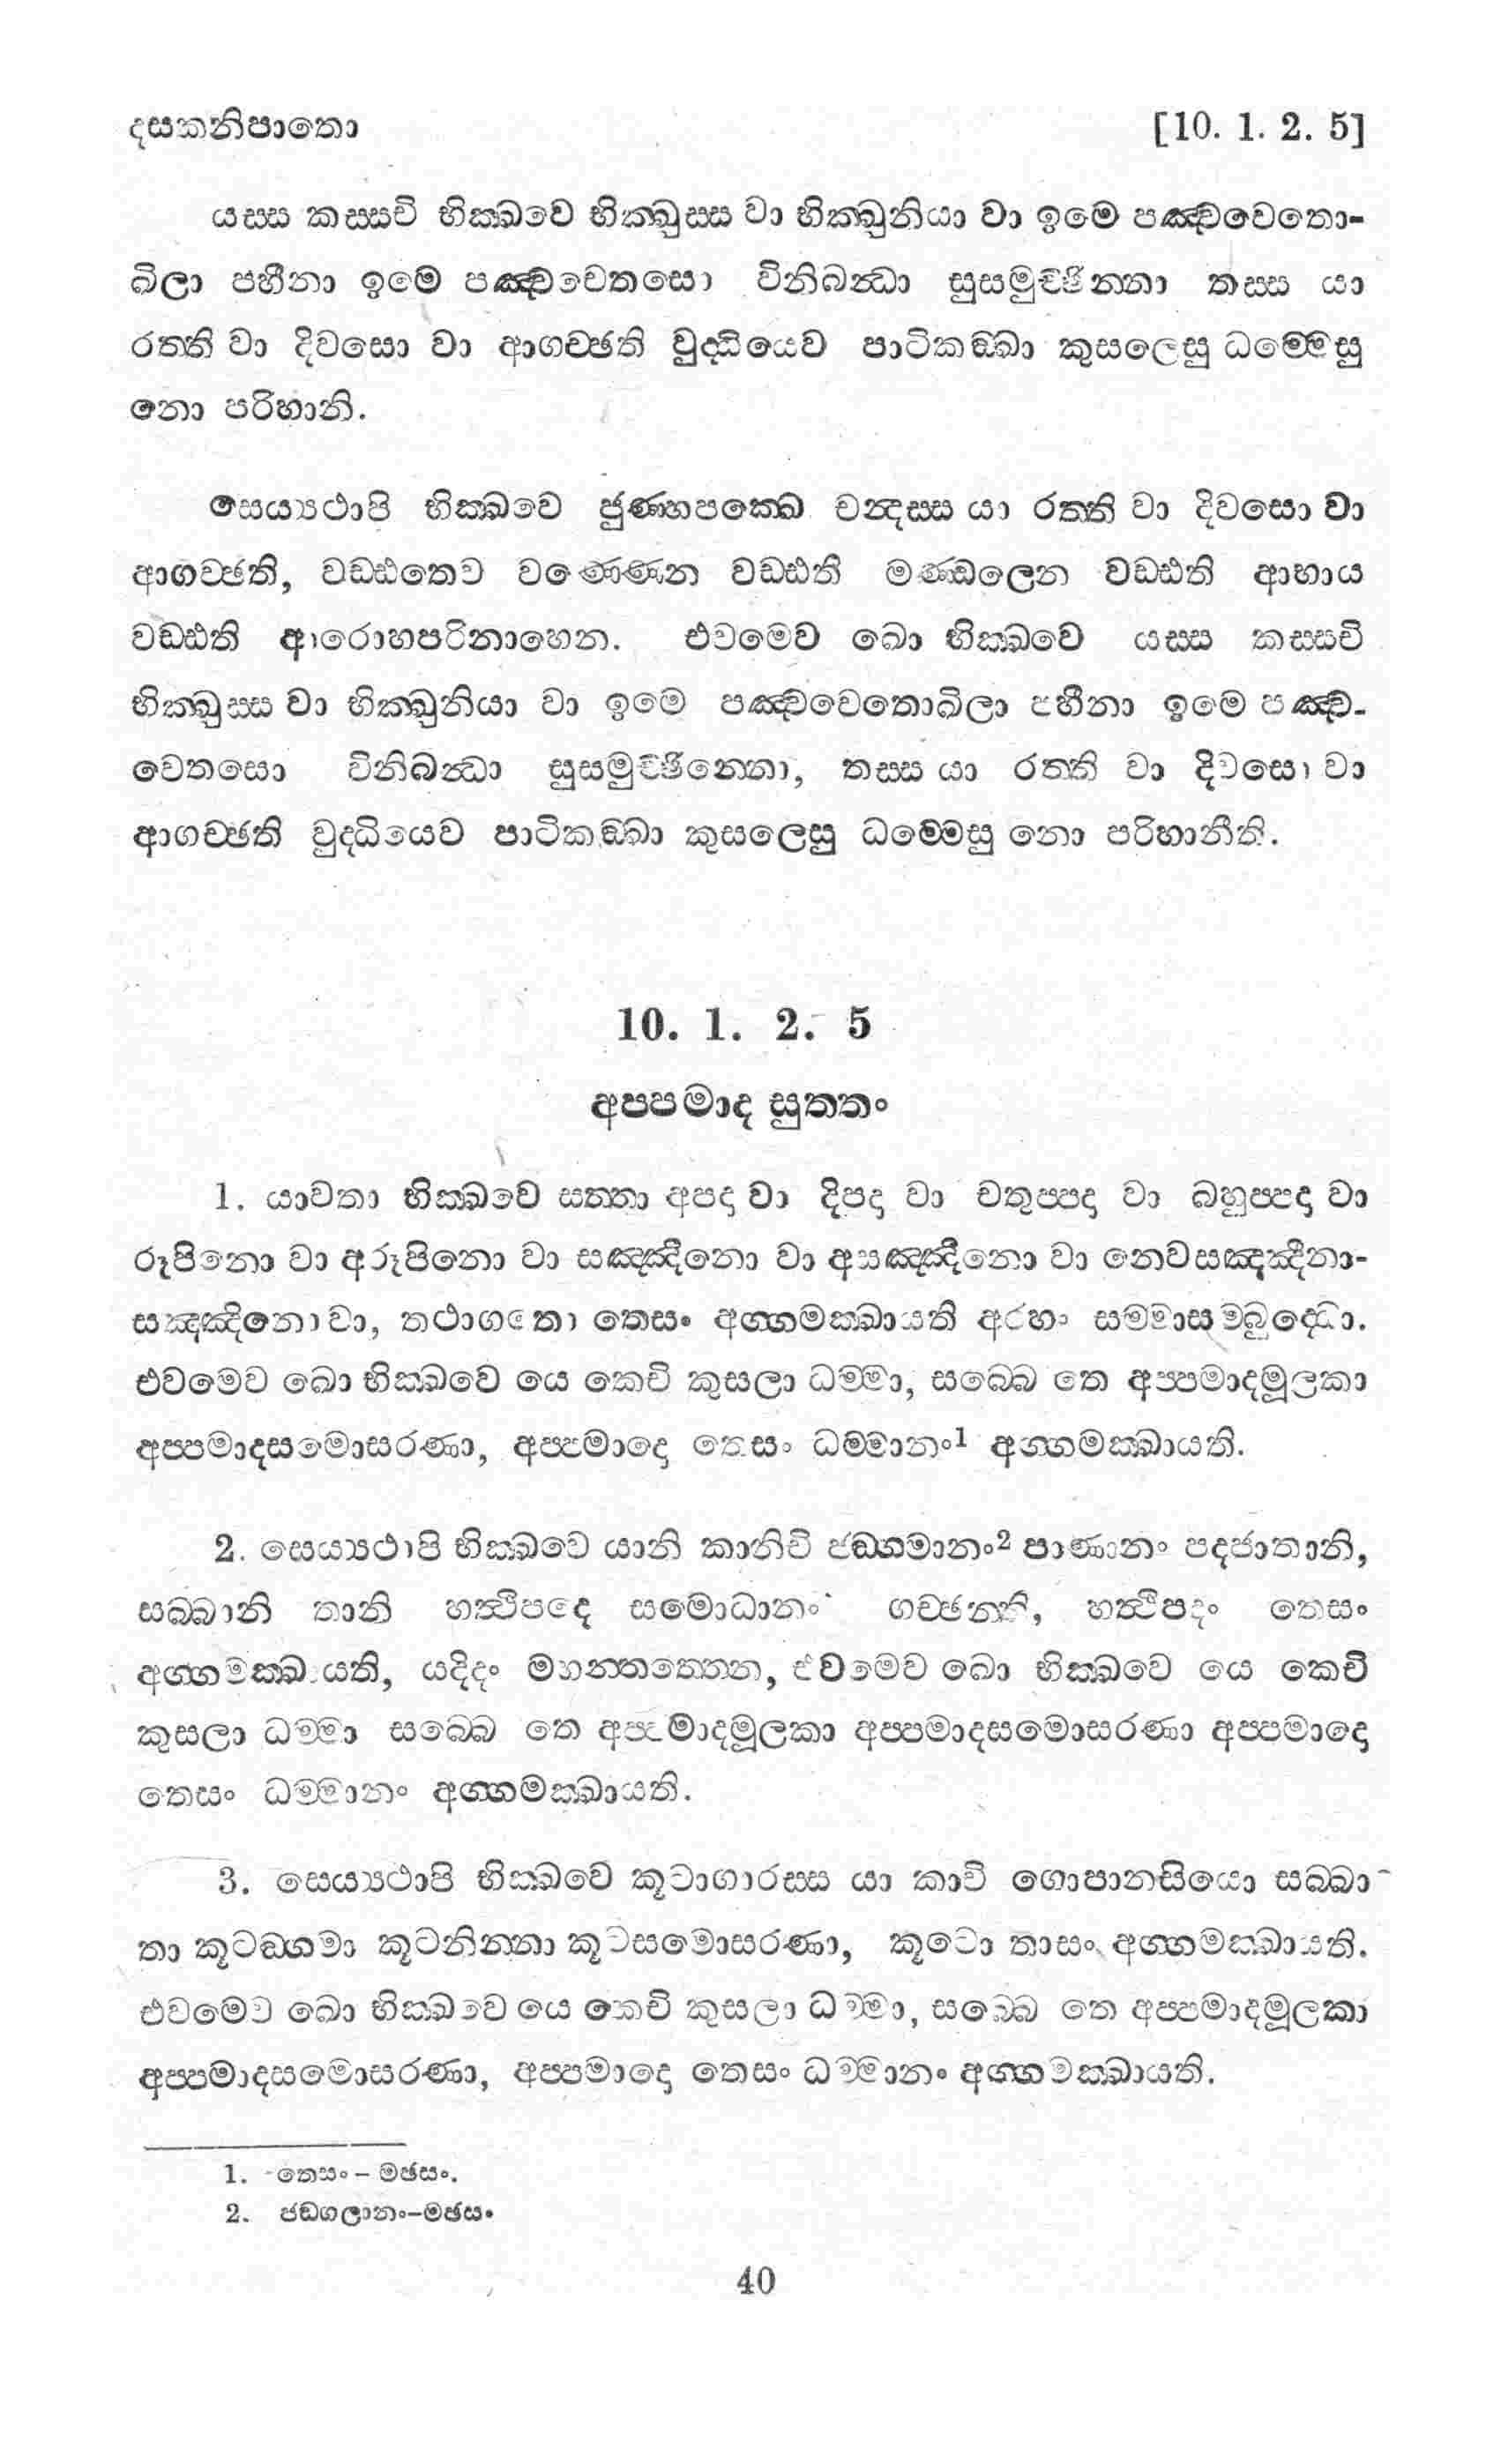 දසකනිපාතො [10. 1. 2. 5]
යස්ස කස්සචි භික්ඛවෙ භික්ඛුස්ස වා භික්ඛුනියා වා ඉමෙ පඤ්චචෙතො-
ඛිලා පහීනා ඉමෙ පඤ්චචෙතසො විනිබන්ධා සුසමුච්ඡින්නා තස්ස යා
රත්ති වා දිවසො වා ආගච්ඡති වුද්ධියෙව පාටිකඞ්ඛා කුසලෙසු ධම්මෙසු
නො පරිහානි.
සෙය්‍යථාපි භික්ඛවෙ ජුණ්හපක්ඛෙ චන්දස්ස යා රත්ති වා දිවසො වා
ආගච්ඡති, වඩ්ඪතෙව වණ්ණෙන වඩ්ඪති මණ්ඩලෙන වඩ්ඪති ආභාය
වඩ්ඪති ආරොහපරිනාහෙන. එවමෙව ඛො භික්ඛවෙ යස්ස කස්සචි
භික්ඛුස්ස වා භික්ඛුනියා වා ඉමෙ පඤ්චචෙතොඛිලා පහීනා ඉමෙ පඤ්ච-
චෙතසො විනිබන්ධා සුසමුච්ඡින්නො, තස්ස යා රත්ති වා දිවසො වා
ආගච්ඡති වුද්ධියෙව පාටිකඞ්ඛා කුසලෙසු ධම්මෙසු නො පරිහානීති.
10. 1. 2. 5
අප්පමාද සුත්තං
1. යාවතා භික්ඛවෙ සත්තා අපදා වා දිපදා වා චතුප්පදා වා බහුප්පදා වා
රූපිනො වා අරූපිනො වා සඤ්ඤීනො වා අසඤ්ඤීනො වා නෙවසඤ්ඤීනා-
සඤ්ඤිනො වා, තථාගතො තෙසං අග්ගමක්ඛායති අරහං සම්මාසම්බුද්ධො.
එවමෙව ඛො භික්ඛවෙ යෙ කෙචි කුසලා ධම්මා, සබ්බෙ තෙ අප්පමාදමූලකා
අප්පමාදසමොසරණා, අප්පමාදො තෙසං ධම්මානං1 අග්ගමක්ඛායති.
2. සෙය්‍යථාපි භික්ඛවෙ යානි කානිචි ජඞ්ගමානං2 පාණානං පදජාතානි,
සබ්බානි තානි හත්ථිපදෙ සමොධානං ගච්ඡන්ති, හත්ථිපදං තෙසං
අග්ගමක්ඛායති, යදිදං මහන්තත්තෙන, එවමෙව ඛො භික්ඛවෙ යෙ කෙචි
කුසලා ධම්මා සබ්බෙ තෙ අප්පමාදමූලකා අප්පමාදසමොසරණා අප්පමාදො
තෙසං ධම්මානං අග්ගමක්ඛායති.
3. සෙය්‍යථාපි භික්ඛවෙ කූටාගාරස්ස යා කාචි ගොපානසියො සබ්බා
තා කූටඞ්ගමා කූටනින්නා කූටසමොසරණා, කූටො තාසං අග්ගමක්ඛායති.
එවමෙව ඛො භික්ඛවෙ යෙ කෙචි කුසලා ධම්මා, සබ්බෙ තෙ අප්පමාදමූලකා
අප්පමාදසමොසරණා, අප්පමාදො තෙසං ධම්මානං අග්ගමක්ඛායති.
1. තෙසං – මඡසං.
2. ජඞගලානං–මඡසං
40